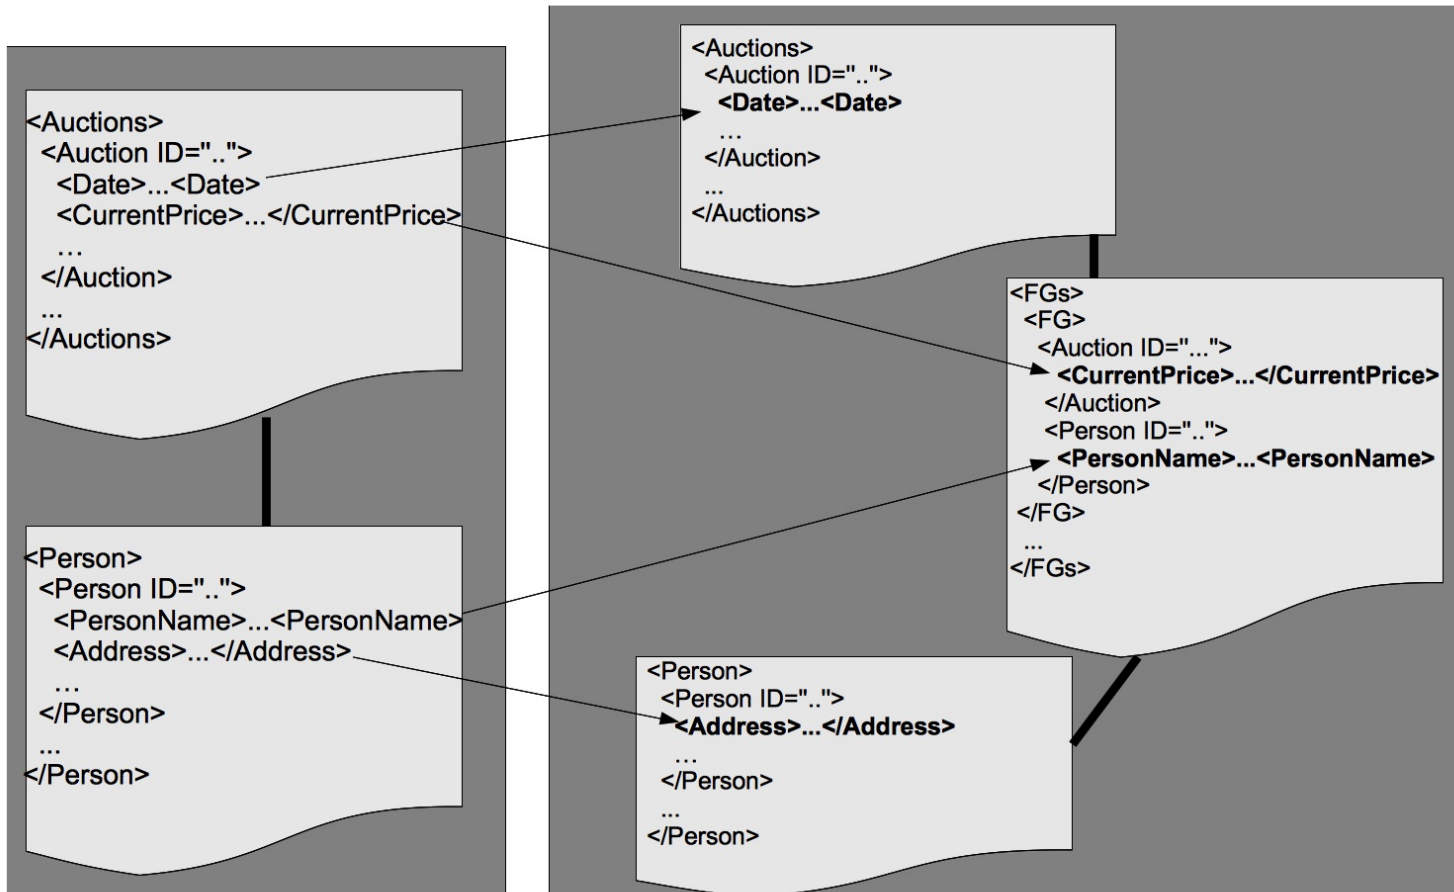 <Auctions>
<Auction ID="..">
<Date>...<Date>
<CurrentPrice>...</CurrentPrice>
...
</Auction>
...
</Auctions>
<Person>
<Person ID="..">
<PersonName>...<PersonName>
<Address>...</Address>
...
</Person>
...
</Person>
<Auctions>
<Auction ID="..">
<Date>...<Date>
...
</Auction>
...
</Auctions>
<FGs>
<FG>
<Auction ID="...">
<CurrentPrice>...</CurrentPrice>
</Auction>
<Person ID="..">
<PersonName>...<PersonName>
</Person>
</FG>
...
</FGs>
<Person>
<Person ID="..">
<Address>...</Address>
...
</Person>
...
</Person>